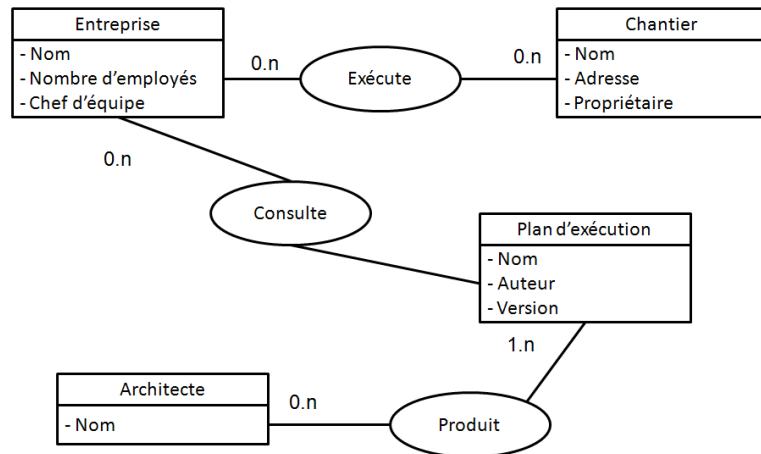 Entreprise
- Nom
- Nombre d'employés
- Chef d'équipe
0.n
Exécute
0.n
Chantier
- Nom
- Adresse
- Propriétaire
0.n
Consulte
Plan d'exécution
- Nom
- Auteur
- Version
1.n
Architecte
- Nom
0.n
Produit